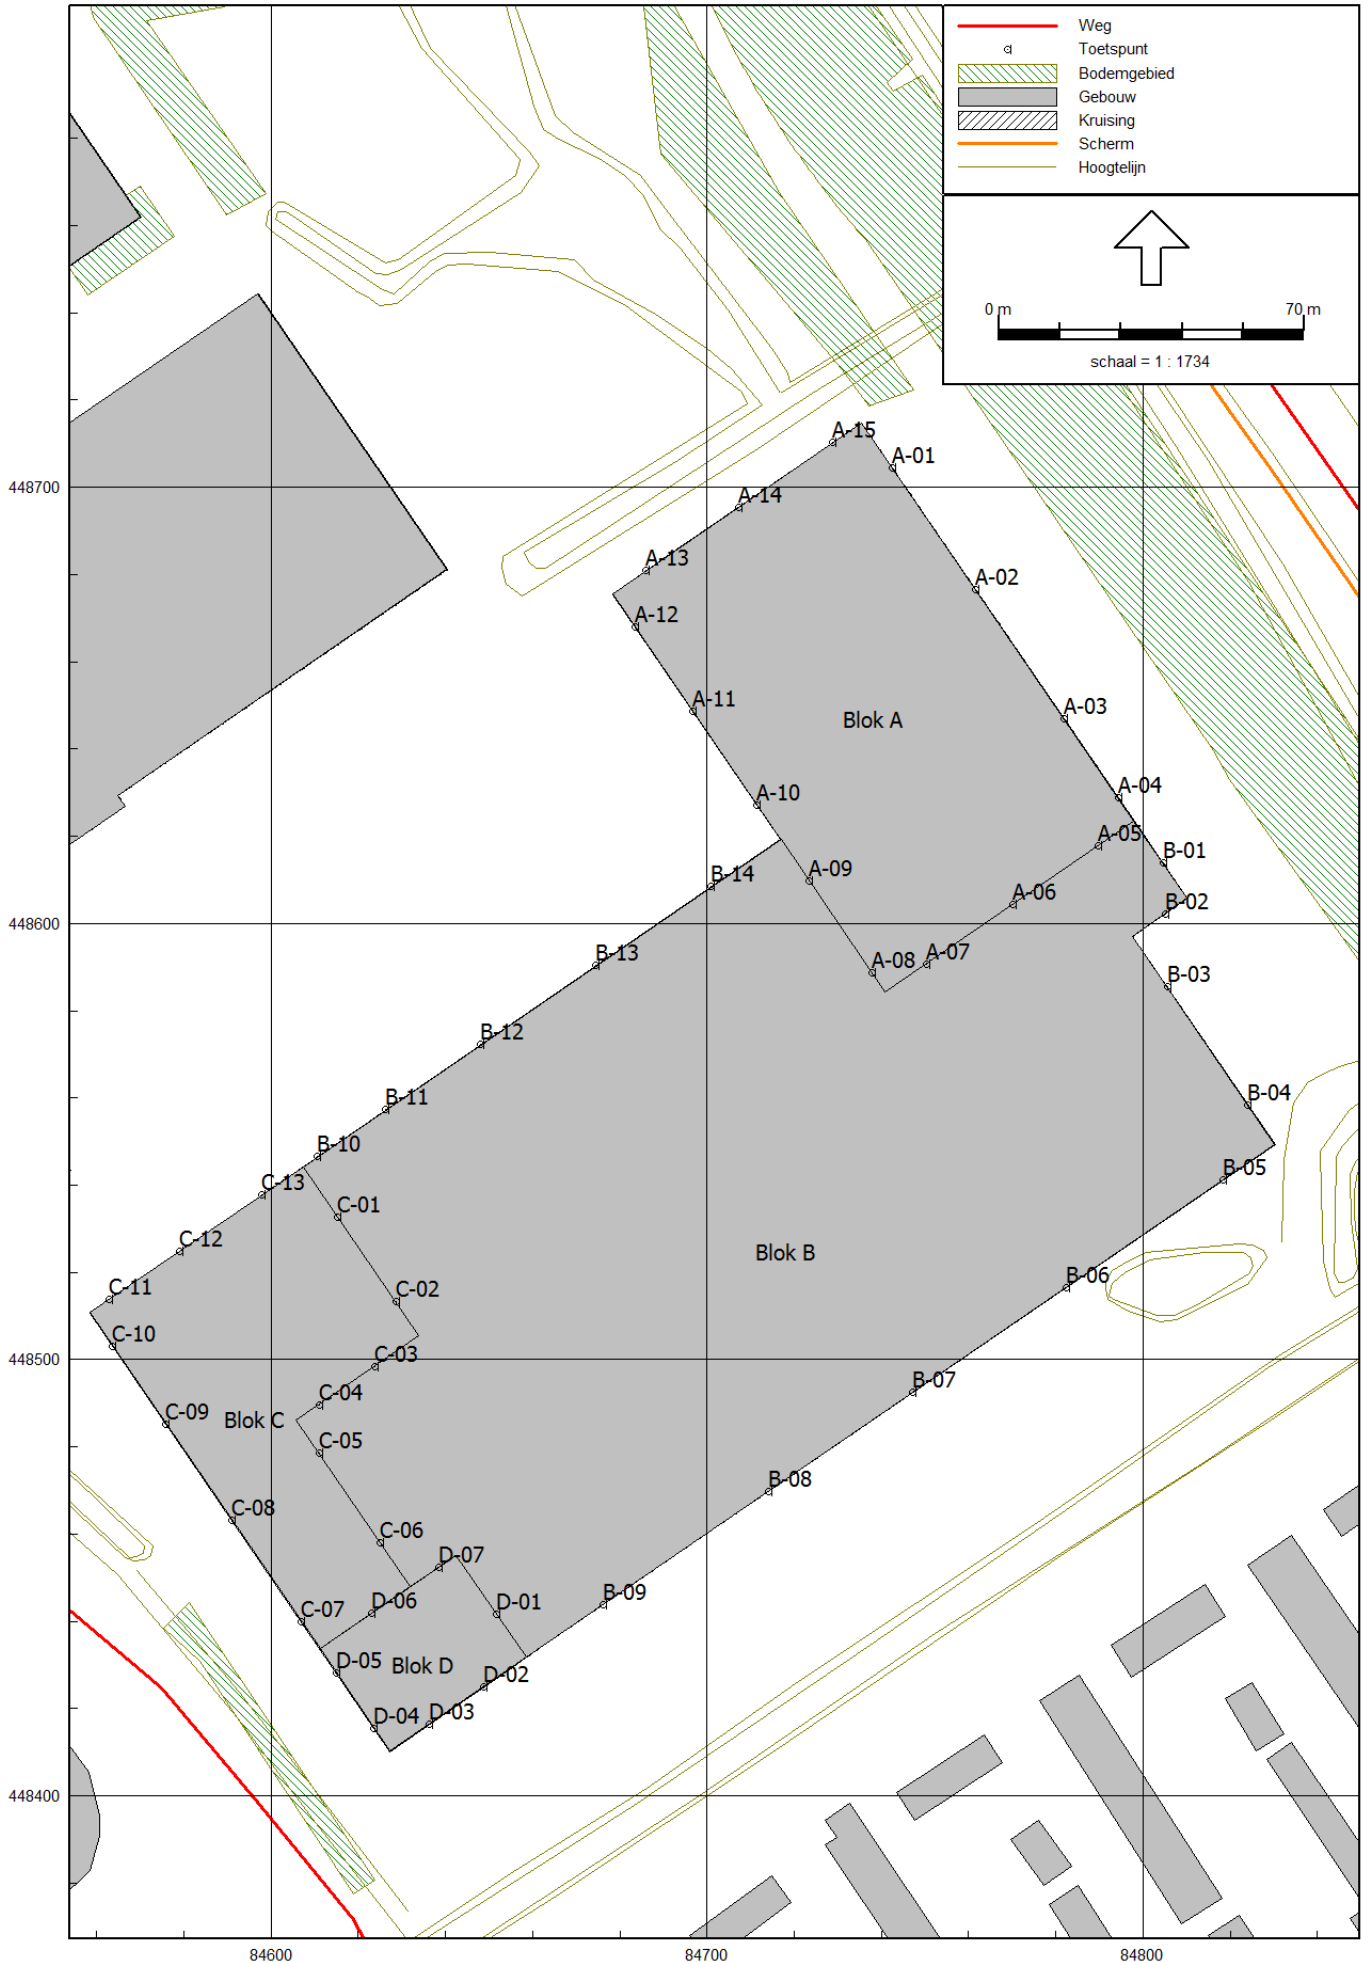 Weg
Toetspunt
Bodemgebied
Gebouw
Kruising
Scherm
Hoogtelijn
0 m 70 m
schaal = 1 : 1734
A-15
A-01
448700
A-14
A-13
A-02
A-12
A-11
A-03
Blok A
A-10
A-04
A-05
B-01
B-14
A-09
A-06
B-02
448600
B-13
A-08
A-07
B-03
B-12
B-11
B-04
B-10
C-13
B-05
C-01
C-12
Blok B
C-11
C-02
B-06
C-10
448500
C-03
C-04
B-07
C-09
Blok C
C-05
B-08
C-08
C-06
D-07
C-07
D-06
D-01
B-09
D-05
Blok D
D-02
D-04
D-03
448400
84600
84700
84800